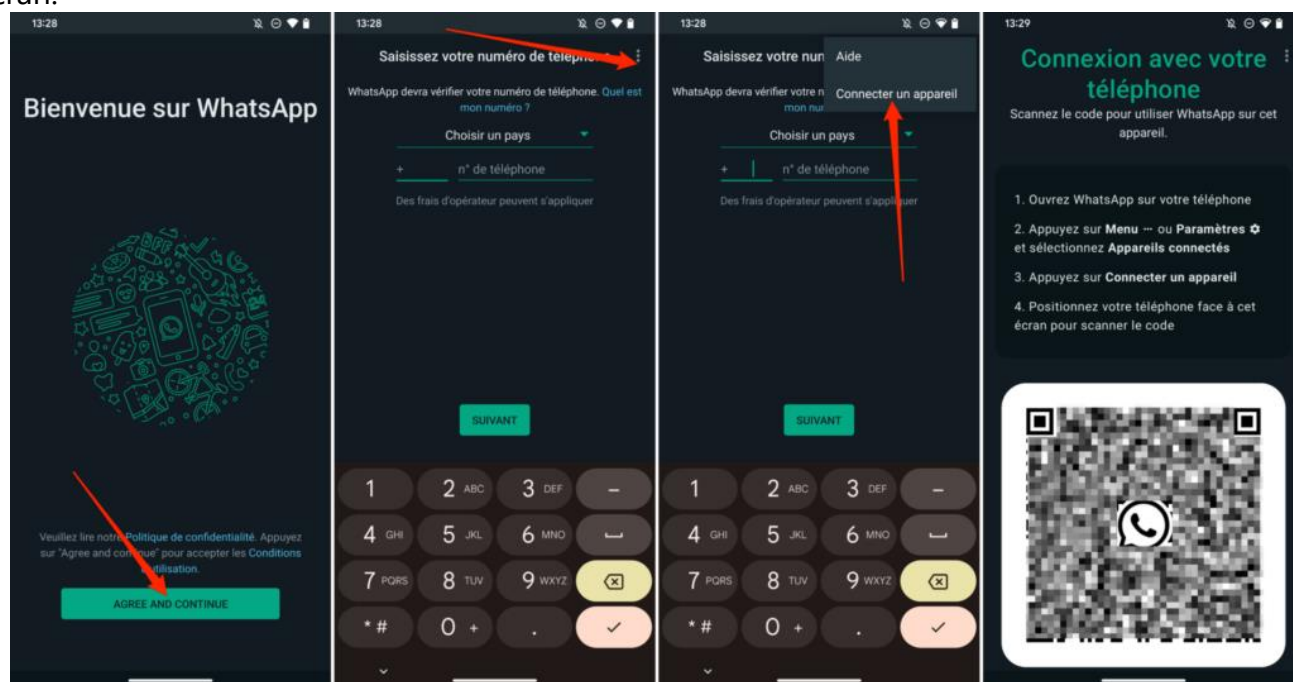 écran.
13:28
Bienvenue sur WhatsApp
Veuillez lire notre Politique de confidentialité. Appuyez
sur "Agree and continue" pour accepter les Conditions
d'utilisation.
AGREE AND CONTINUE
13:28
Saisissez votre numéro de téléphone
WhatsApp devra vérifier votre numéro de téléphone. Quel est
mon numéro ?
Choisir un pays
+ n° de téléphone
Des frais d'opérateur peuvent s'appliquer
SUIVANT
1
2 ABC
3 DEF
-
4 GHI
5 JKL
6 MNO
7 PQRS
8 TUV
9 WXYZ
* #
0 +
.
13:28
Saisissez votre nun
Aide
WhatsApp devra vérifier votre n
Connecter un appareil
mon nu
Choisir un pays
+ n° de téléphone
Des frais d'opérateur peuvent s'appliquer
SUIVANT
1
2 ABC
3 DEF
-
4 GHI
5 JKL
6 MNO
7 PQRS
8 TUV
9 WXYZ
* #
0 +
.
13:29
Connexion avec votre
téléphone
Scannez le code pour utiliser WhatsApp sur cet
appareil.
1. Ouvrez WhatsApp sur votre téléphone
2. Appuyez sur Menu ··· ou Paramètres
et sélectionnez Appareils connectés
3. Appuyez sur Connecter un appareil
4. Positionnez votre téléphone face à cet
écran pour scanner le code